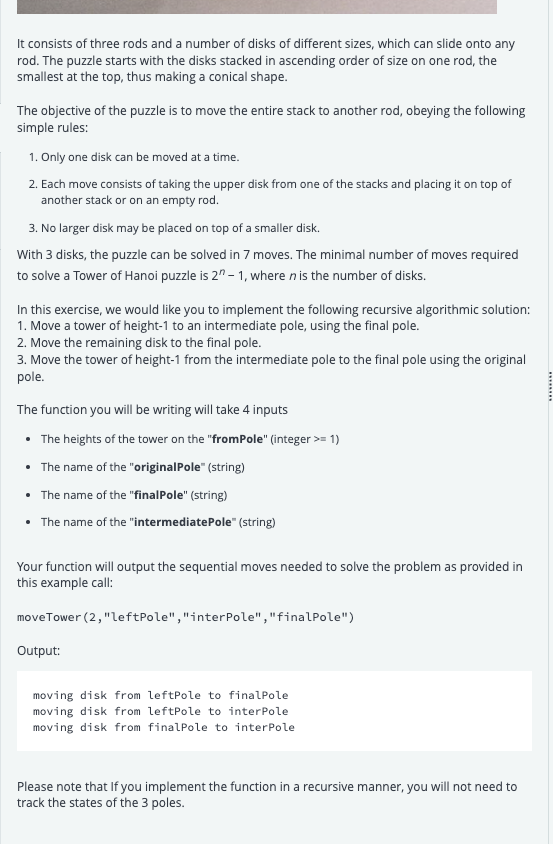 It consists of three rods and a number of disks of different sizes, which can slide onto any
rod. The puzzle starts with the disks stacked in ascending order of size on one rod, the
smallest at the top, thus making a conical shape.
The objective of the puzzle is to move the entire stack to another rod, obeying the following
simple rules:
1. Only one disk can be moved at a time.
2. Each move consists of taking the upper disk from one of the stacks and placing it on top of
another stack or on an empty rod.
3. No larger disk may be placed on top of a smaller disk.
With 3 disks, the puzzle can be solved in 7 moves. The minimal number of moves required
to solve a Tower of Hanoi puzzle is 2ⁿ − 1, where n is the number of disks.
In this exercise, we would like you to implement the following recursive algorithmic solution:
1. Move a tower of height-1 to an intermediate pole, using the final pole.
2. Move the remaining disk to the final pole.
3. Move the tower of height-1 from the intermediate pole to the final pole using the original
pole.
The function you will be writing will take 4 inputs
• The heights of the tower on the "fromPole" (integer >= 1)
• The name of the "originalPole" (string)
• The name of the "finalPole" (string)
• The name of the "intermediatePole" (string)
Your function will output the sequential moves needed to solve the problem as provided in
this example call:
moveTower(2,"leftPole","interPole","finalPole")
Output:
moving disk from leftPole to finalPole
moving disk from leftPole to interPole
moving disk from finalPole to interPole
Please note that If you implement the function in a recursive manner, you will not need to
track the states of the 3 poles.